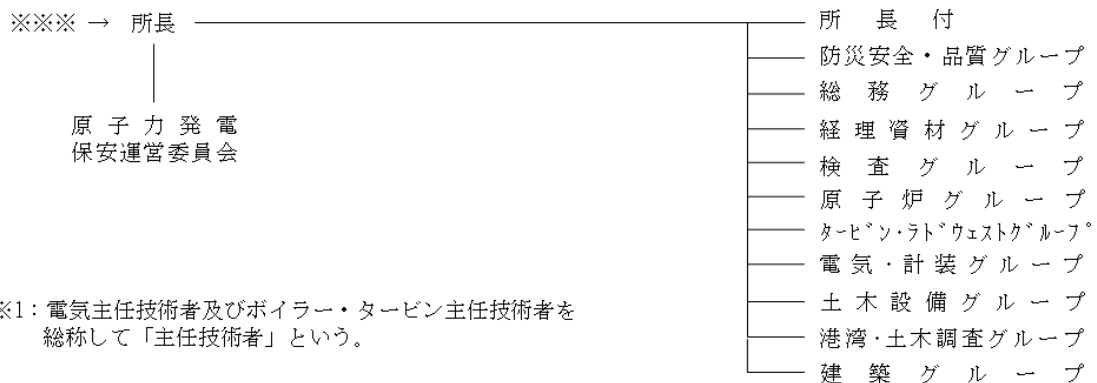 ※※※ → 所長
所長付
防災安全・品質グループ
総務グループ
原子力発電
保安運営委員会
経理資材グループ
検査グループ
原子炉グループ
ﾀｰﾋﾞﾝ・ﾗﾄﾞｳｪｽﾄｸﾞﾙｰﾌﾟ
電気・計装グループ
土木設備グループ
※1：電気主任技術者及びボイラー・タービン主任技術者を
総称して「主任技術者」という。
港湾・土木調査グループ
建築グループ